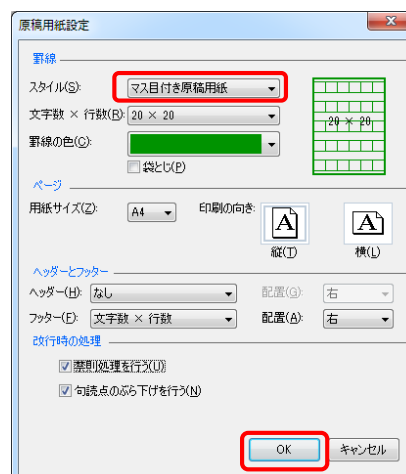 原稿用紙設定
罫線
スタイル(S): マス目付き原稿用紙
文字数 × 行数(R): 20 × 20
20 × 20
罫線の色(C):
袋とじ(P)
ページ
用紙サイズ(Z): A4 印刷の向き:
縦(T) 横(L)
ヘッダーとフッター
ヘッダー(H): なし 配置(G): 右
フッター(F): 文字数 × 行数 配置(A): 右
改行時の処理
禁則処理を行う(U)
句読点のぶら下げを行う(N)
OK キャンセル